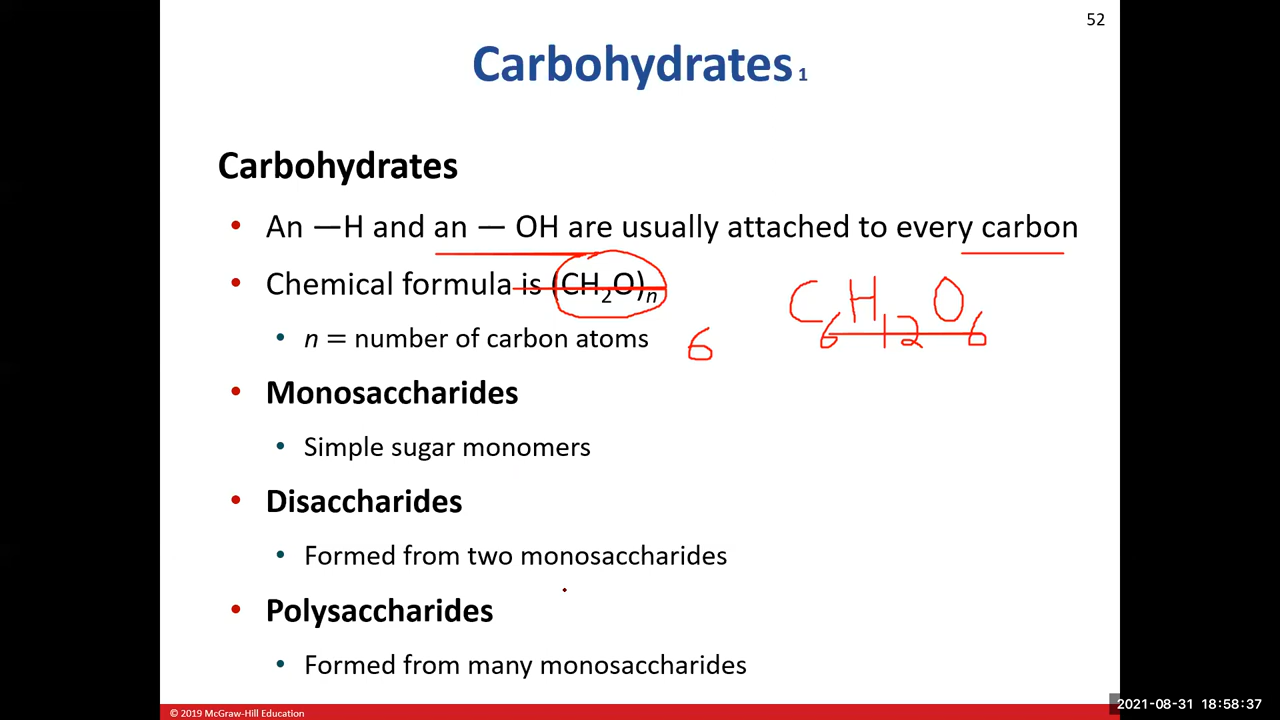 52
Carbohydrates 1
Carbohydrates
• An —H and an — OH are usually attached to every carbon
• Chemical formula is (CH₂O)ₙ
C₆H₁₂O₆
• n = number of carbon atoms 6
• Monosaccharides
• Simple sugar monomers
• Disaccharides
• Formed from two monosaccharides
• Polysaccharides
• Formed from many monosaccharides
© 2019 McGraw-Hill Education
2021-08-31 18:58:37